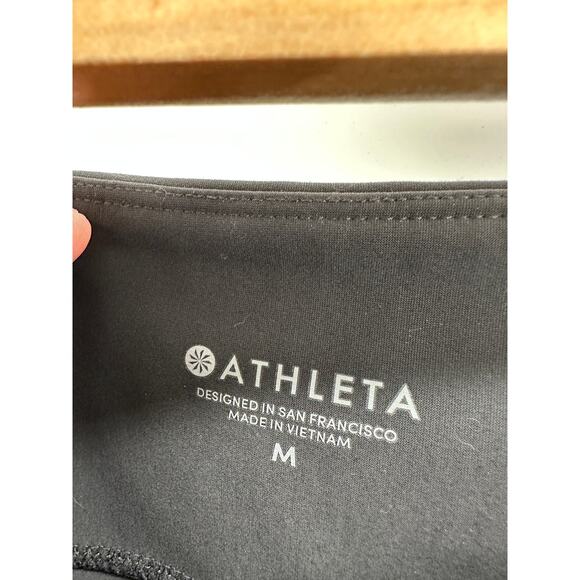 ATHLETA
DESIGNED IN SAN FRANCISCO
MADE IN VIETNAM
M